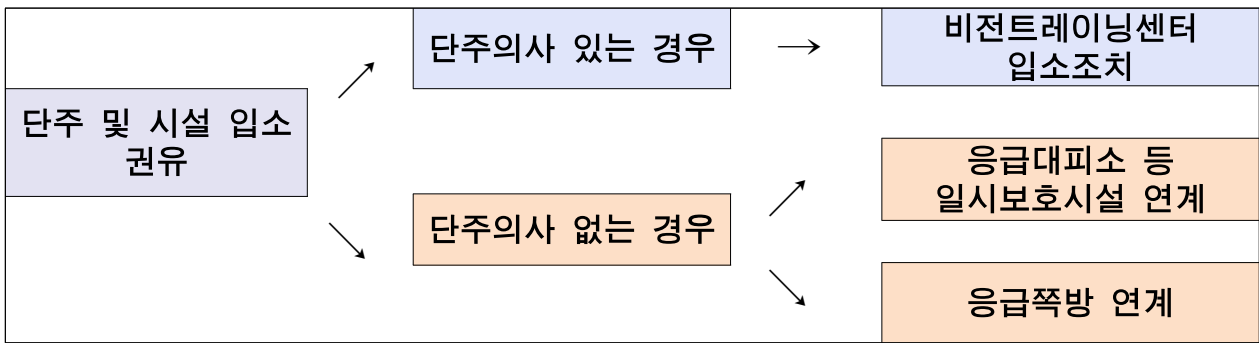 단주 및 시설 입소
권유
단주의사 있는 경우
→
비전트레이닝센터
입소조치
단주의사 없는 경우
응급대피소 등
일시보호시설 연계
응급쪽방 연계